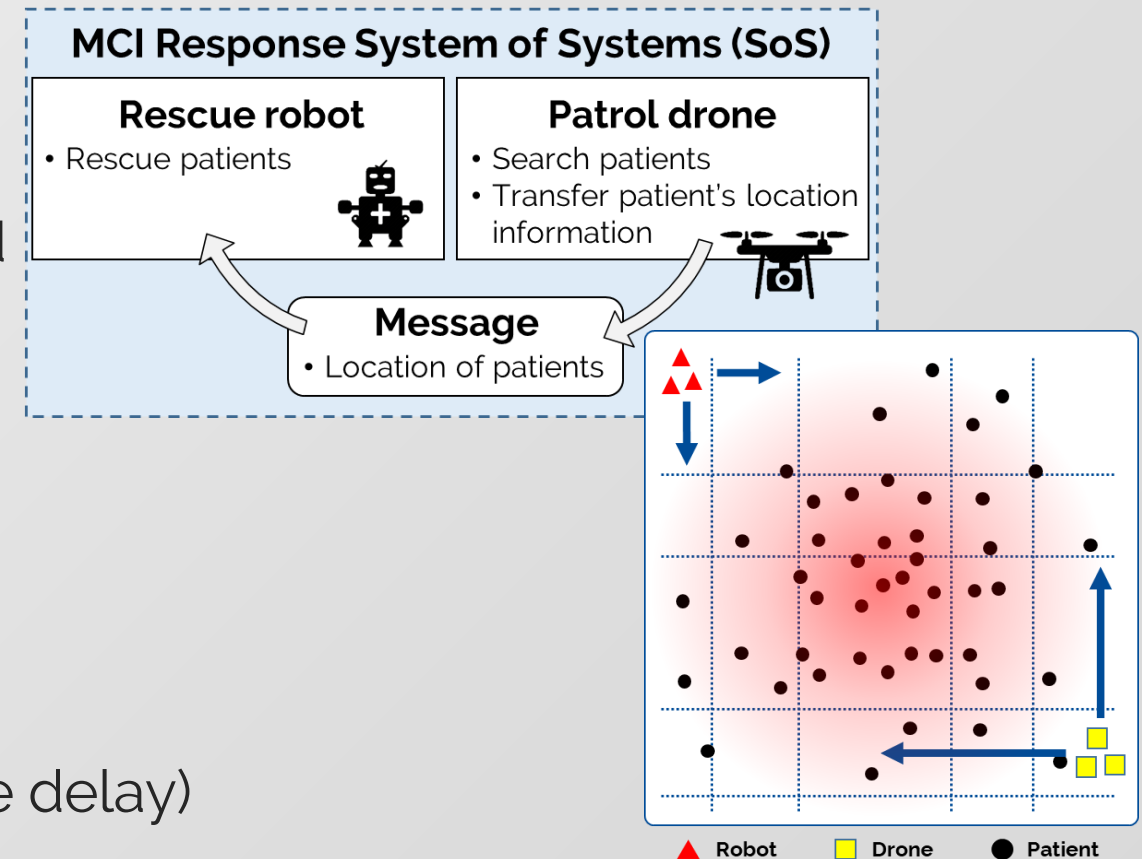 MCI Response System of Systems (SoS)
Rescue robot
• Rescue patients
Patrol drone
• Search patients
• Transfer patient's location
information
Message
• Location of patients
delay)
Robot
Drone
Patient